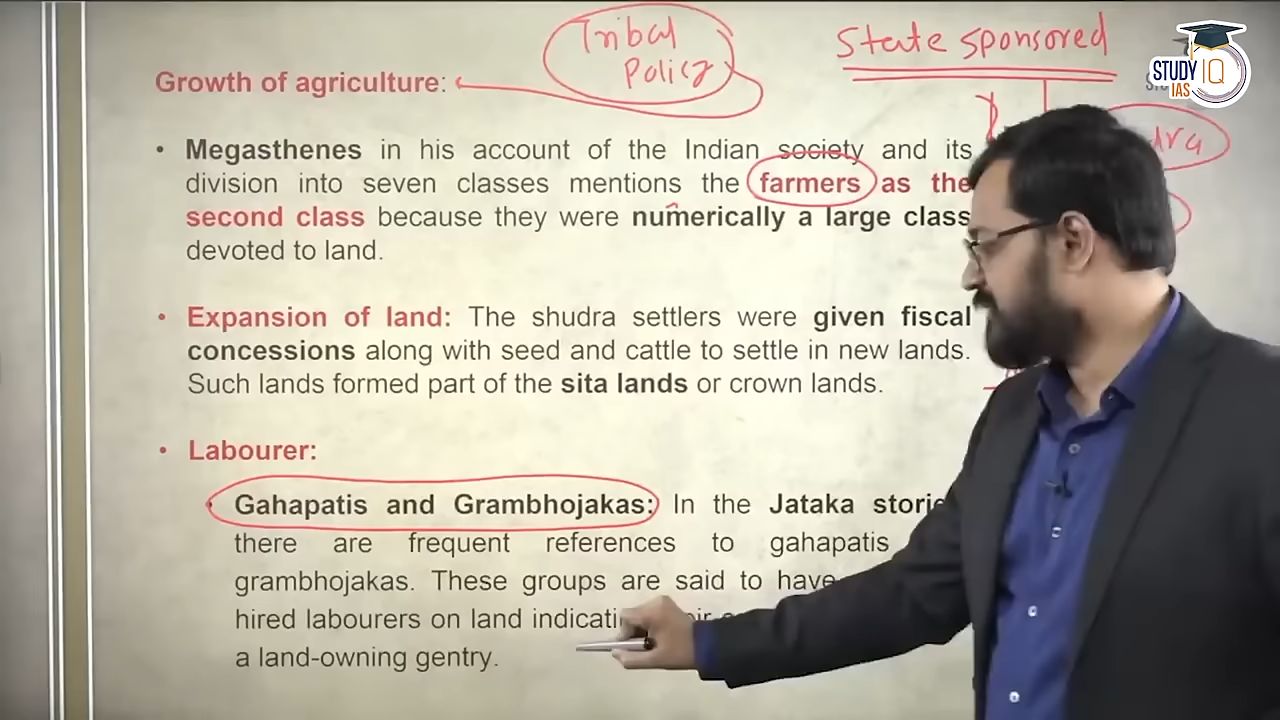 Tribal
Policy
State sponsored
STUDY IQ
IAS
Growth of agriculture:
• Megasthenes in his account of the Indian society and its
division into seven classes mentions the farmers as the
second class because they were numerically a large class
devoted to land.
• Expansion of land: The shudra settlers were given fiscal
concessions along with seed and cattle to settle in new lands.
Such lands formed part of the sita lands or crown lands.
• Labourer:
• Gahapatis and Grambhojakas: In the Jataka
there are frequent references to gahapatis
grambhojakas. These groups are said to have
hired labourers on land
a land-owning gentry.